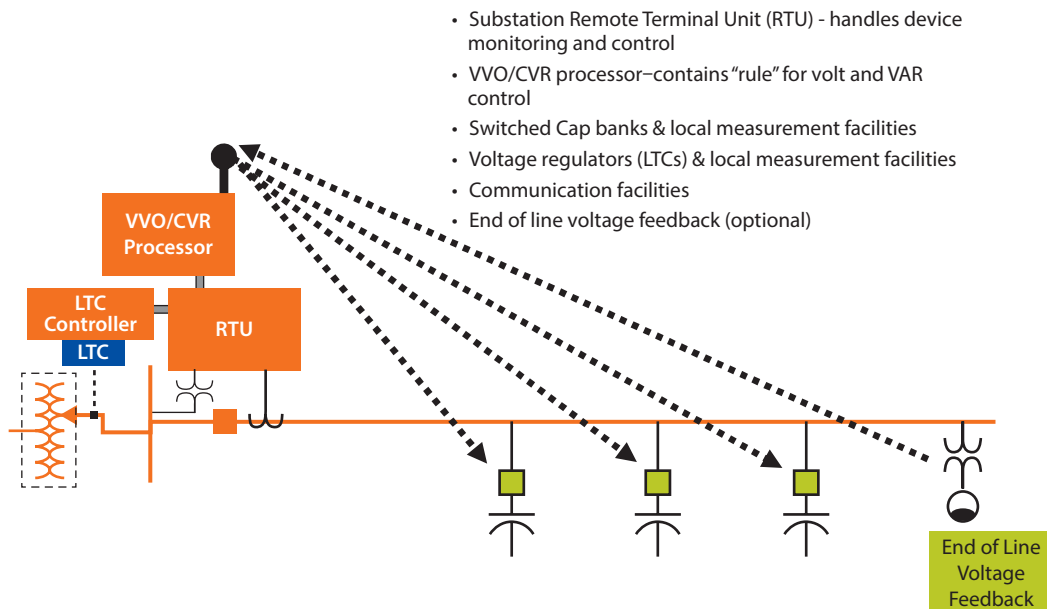 • Substation Remote Terminal Unit (RTU) - handles device
monitoring and control
• VVO/CVR processor–contains “rule” for volt and VAR
control
• Switched Cap banks & local measurement facilities
• Voltage regulators (LTCs) & local measurement facilities
• Communication facilities
• End of line voltage feedback (optional)
VVO/CVR
Processor
LTC
Controller
RTU
LTC
End of Line
Voltage
Feedback